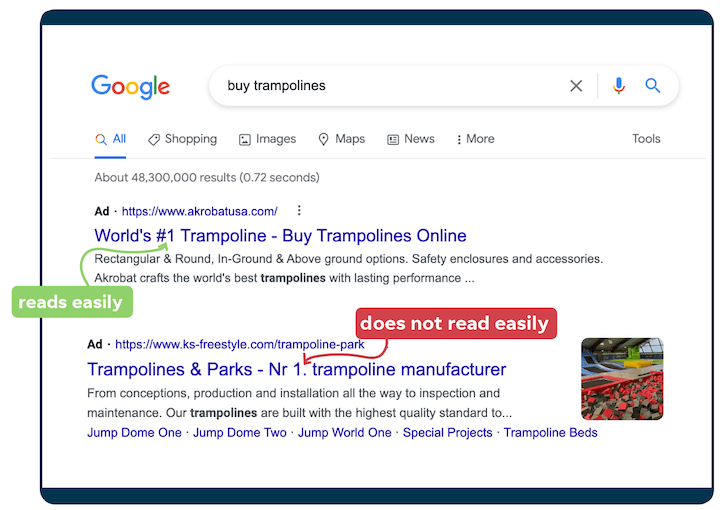 Google
buy trampolines
All Shopping Images Maps News More Tools
About 48,300,000 results (0.72 seconds)
Ad · https://www.akrobatusa.com/
World's #1 Trampoline - Buy Trampolines Online
Rectangular & Round, In-Ground & Above ground options. Safety enclosures and accessories.
Akrobat crafts the world's best trampolines with lasting performance ...
reads easily
does not read easily
Ad · https://www.ks-freestyle.com/trampoline-park
Trampolines & Parks - Nr 1. trampoline manufacturer
From conceptions, production and installation all the way to inspection and
maintenance. Our trampolines are built with the highest quality standard to...
Jump Dome One · Jump Dome Two · Jump World One · Special Projects · Trampoline Beds